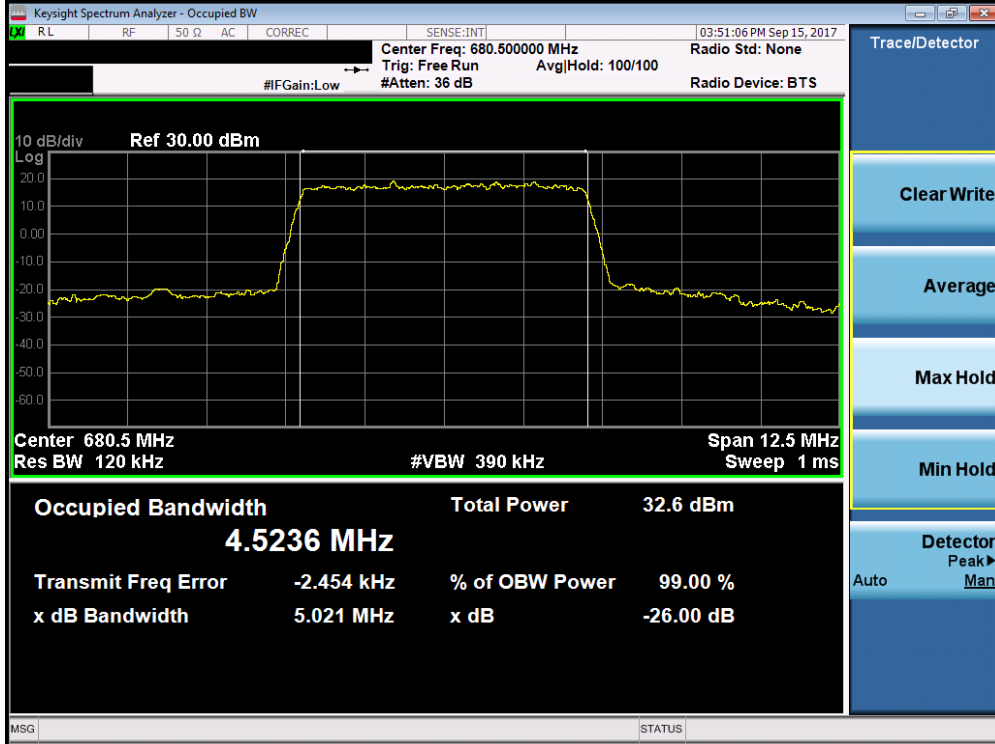 Keysight Spectrum Analyzer - Occupied BW
LXI RL RF 50 Ω AC CORREC SENSE:INT 03:51:06 PM Sep 15, 2017
Center Freq: 680.500000 MHz Radio Std: None
Trig: Free Run Avg|Hold: 100/100
#IFGain:Low #Atten: 36 dB Radio Device: BTS
10 dB/div Ref 30.00 dBm
Log
20.0
10.0
0.00
-10.0
-20.0
-30.0
-40.0
-50.0
-60.0
Center 680.5 MHz Span 12.5 MHz
Res BW 120 kHz #VBW 390 kHz Sweep 1 ms
Occupied Bandwidth Total Power 32.6 dBm
4.5236 MHz
Transmit Freq Error -2.454 kHz % of OBW Power 99.00 %
x dB Bandwidth 5.021 MHz x dB -26.00 dB
MSG STATUS
Trace/Detector
Clear Write
Average
Max Hold
Min Hold
Detector
Peak▶
Auto Man